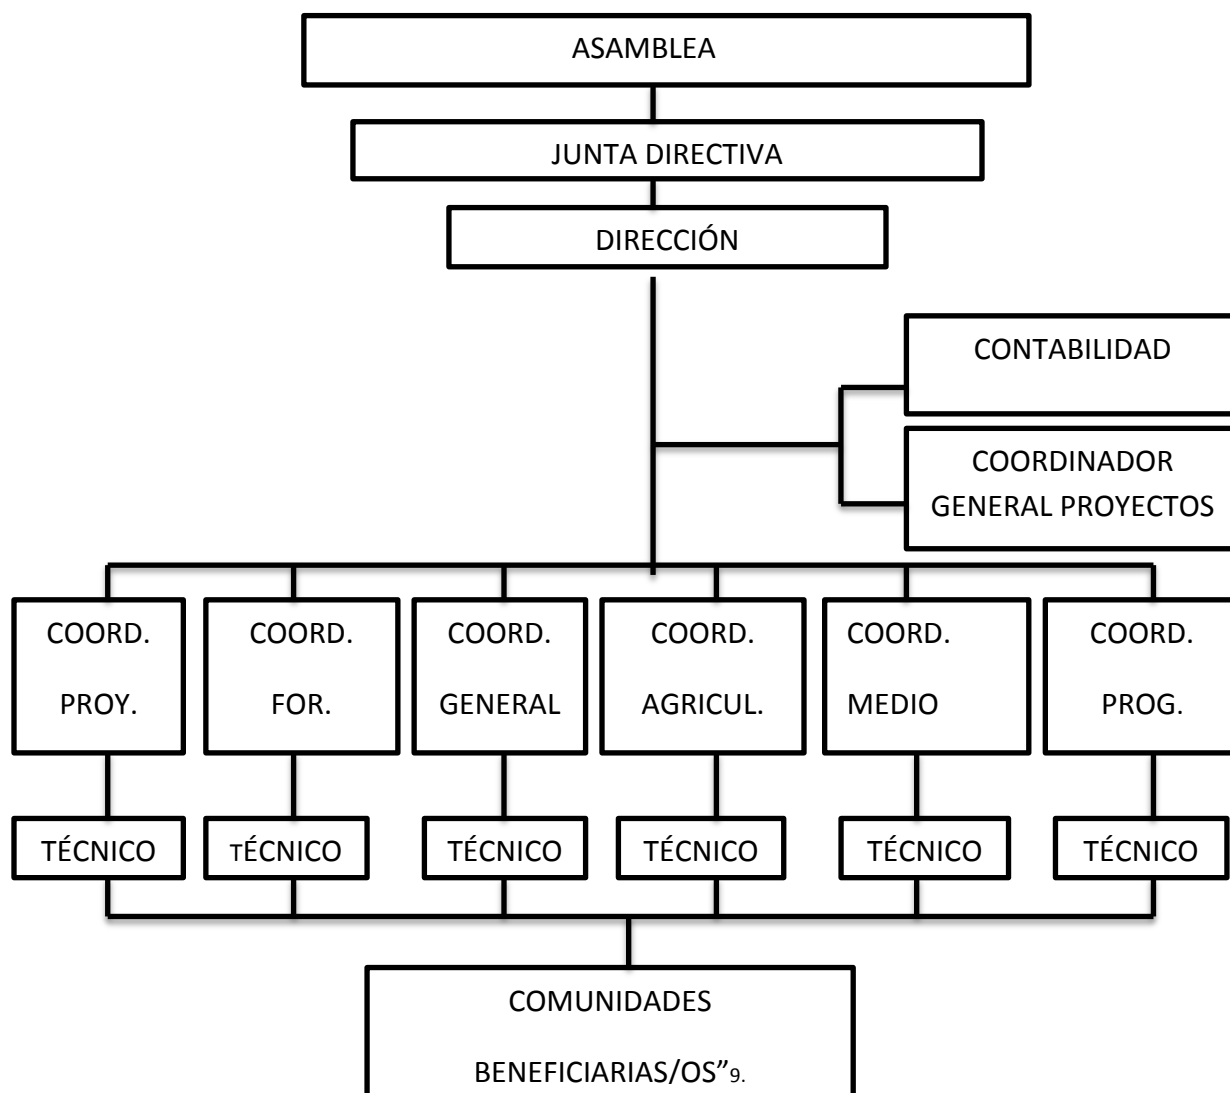 ASAMBLEA
JUNTA DIRECTIVA
DIRECCIÓN
CONTABILIDAD
COORDINADOR
GENERAL PROYECTOS
COORD.
PROY.
COORD.
FOR.
COORD.
GENERAL
COORD.
AGRICUL.
COORD.
MEDIO
COORD.
PROG.
TÉCNICO
TÉCNICO
TÉCNICO
TÉCNICO
TÉCNICO
TÉCNICO
COMUNIDADES
BENEFICIARIAS/OS”9.